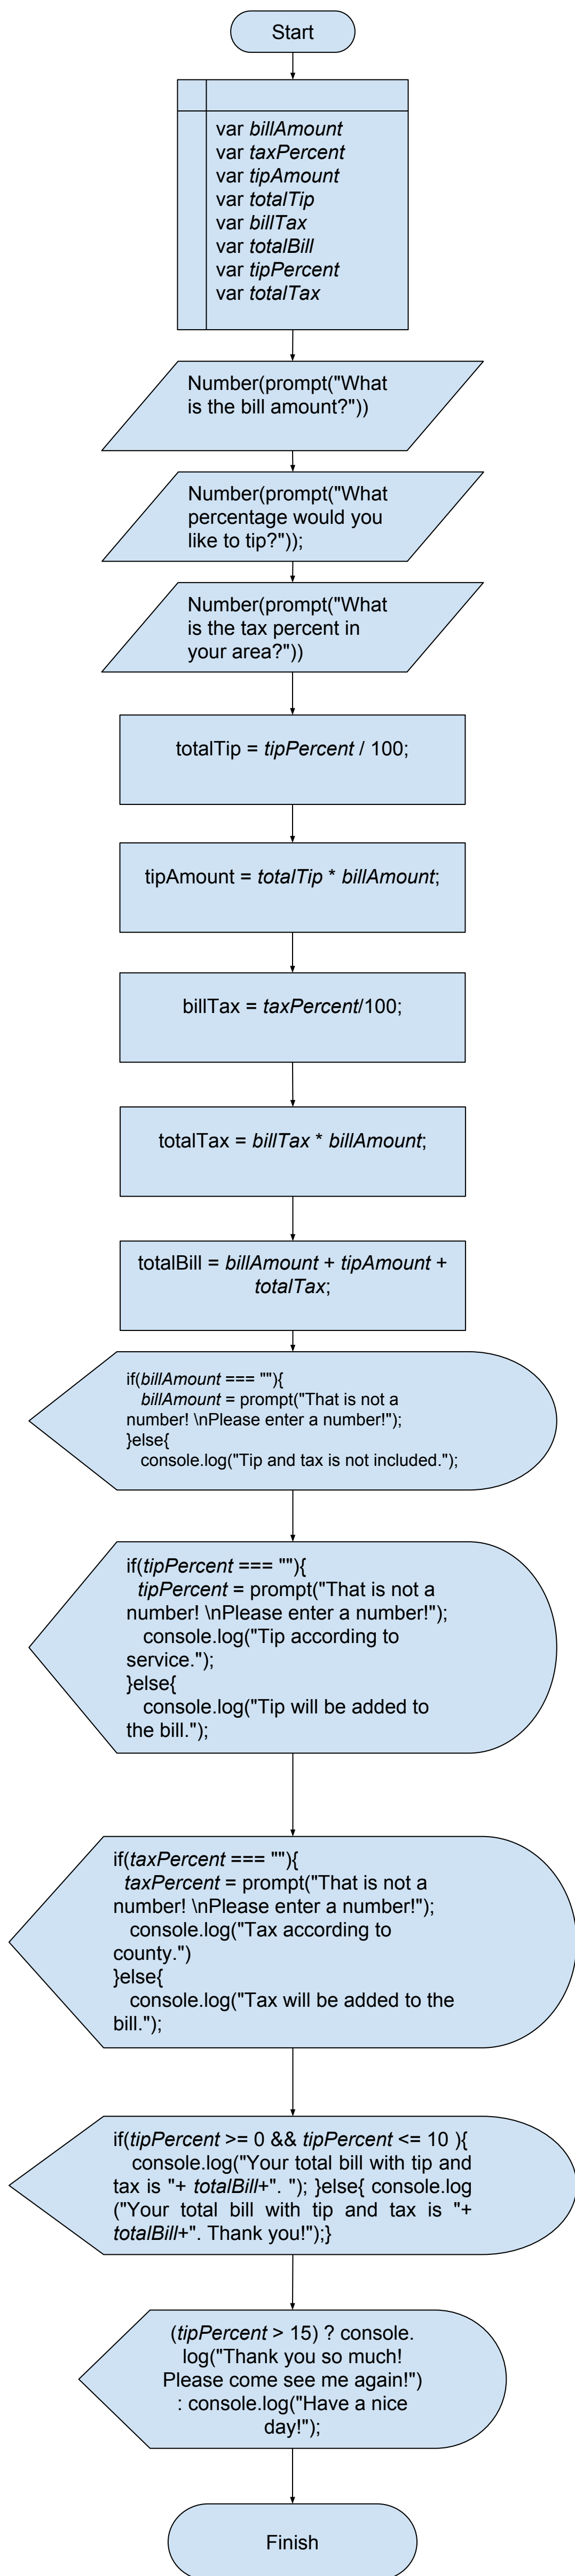 Start
var billAmount
var taxPercent
var tipAmount
var totalTip
var billTax
var totalBill
var tipPercent
var totalTax
Number(prompt("What
is the bill amount?"))
Number(prompt("What
percentage would you
like to tip?"));
Number(prompt("What
is the tax percent in
your area?"))
totalTip = tipPercent / 100;
tipAmount = totalTip * billAmount;
billTax = taxPercent/100;
totalTax = billTax * billAmount;
totalBill = billAmount + tipAmount +
totalTax;
if(billAmount === ""){
billAmount = prompt("That is not a
number! \nPlease enter a number!");
}else{
console.log("Tip and tax is not included.");
if(tipPercent === ""){
tipPercent = prompt("That is not a
number! \nPlease enter a number!");
console.log("Tip according to
service.");
}else{
console.log("Tip will be added to
the bill.");
if(taxPercent === ""){
taxPercent = prompt("That is not a
number! \nPlease enter a number!");
console.log("Tax according to
county.")
}else{
console.log("Tax will be added to the
bill.");
if(tipPercent >= 0 && tipPercent <= 10 ){
console.log("Your total bill with tip and
tax is "+ totalBill+". "); }else{ console.log
("Your total bill with tip and tax is "+
totalBill+". Thank you!");}
(tipPercent > 15) ? console.
log("Thank you so much!
Please come see me again!")
: console.log("Have a nice
day!");
Finish